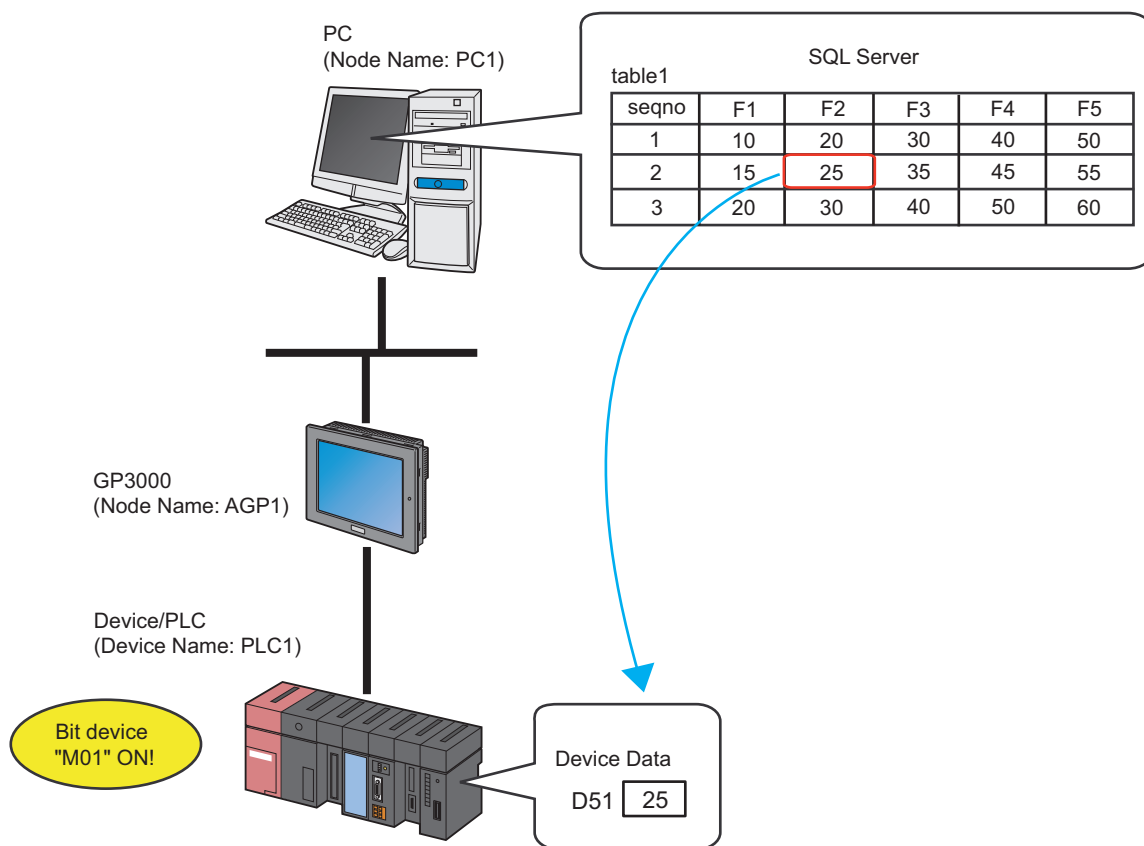 PC
(Node Name: PC1)
SQL Server
table1
seqno F1 F2 F3 F4 F5
1 10 20 30 40 50
2 15 25 35 45 55
3 20 30 40 50 60
GP3000
(Node Name: AGP1)
Device/PLC
(Device Name: PLC1)
Bit device
"M01" ON!
Device Data
D51 25